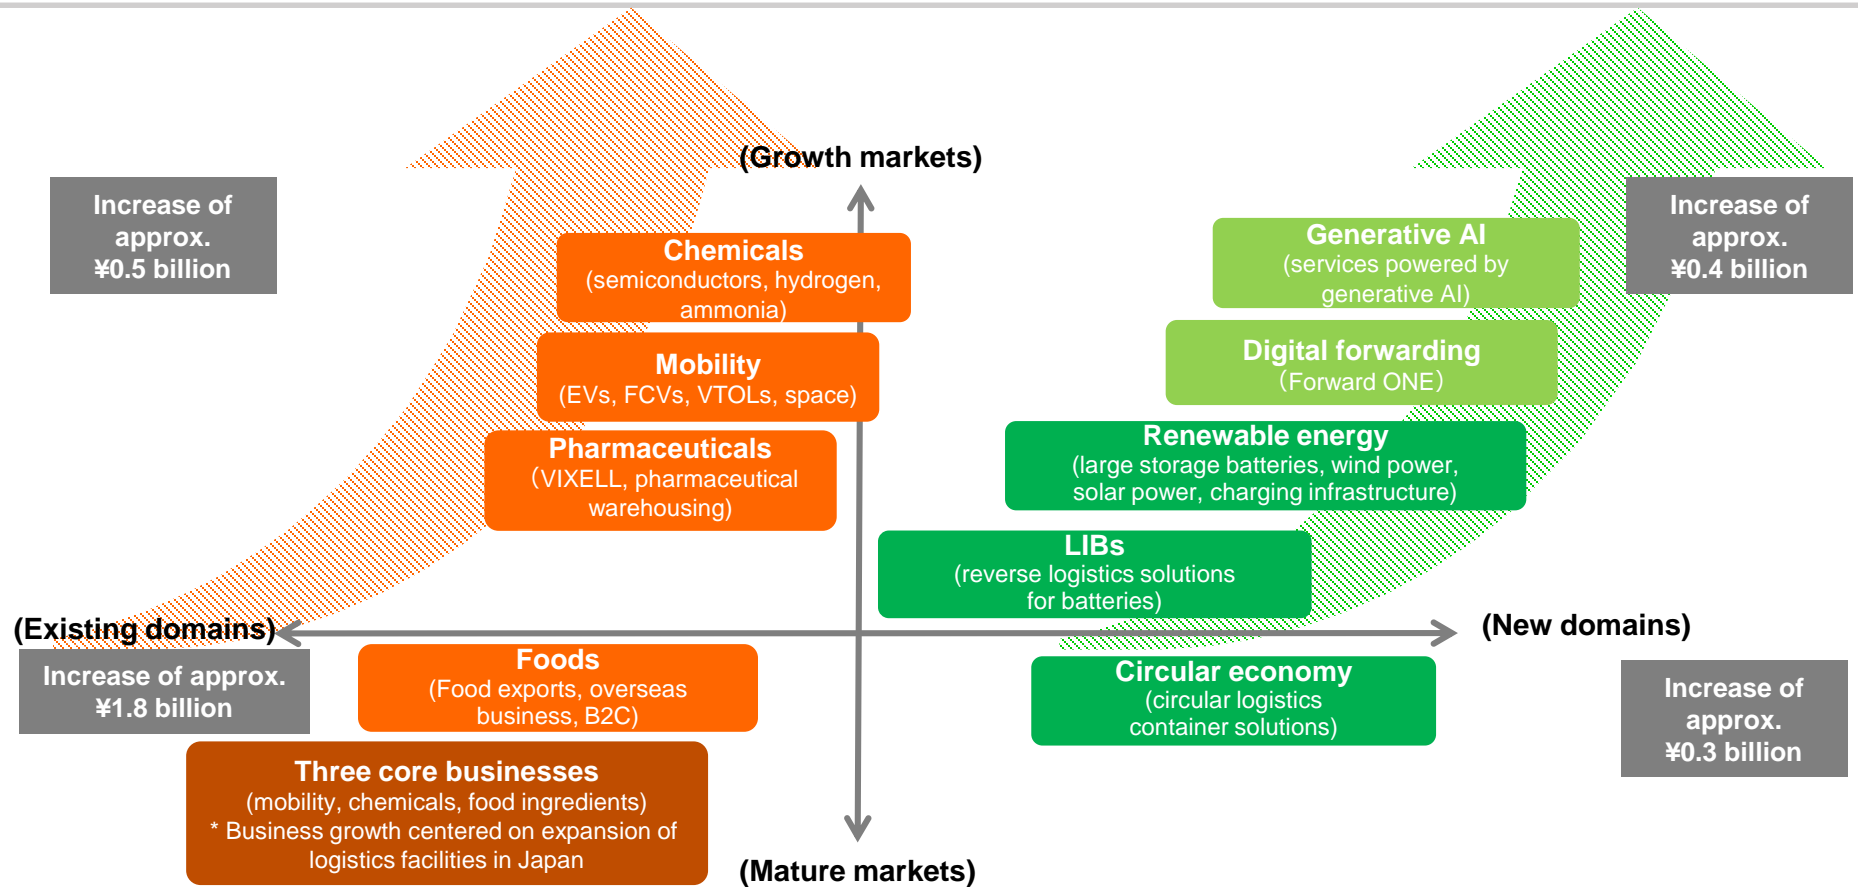 (Growth markets)
Increase of
approx.
¥0.5 billion
Chemicals
(semiconductors, hydrogen,
ammonia)
Mobility
(EVs, FCVs, VTOLs, space)
Pharmaceuticals
(VIXELL, pharmaceutical
warehousing)
Generative AI
(services powered by
generative AI)
Increase of
approx.
¥0.4 billion
Digital forwarding
（Forward ONE）
Renewable energy
(large storage batteries, wind power,
solar power, charging infrastructure)
LIBs
(reverse logistics solutions
for batteries)
(Existing domains)
(New domains)
Increase of approx.
¥1.8 billion
Foods
(Food exports, overseas
business, B2C)
Circular economy
(circular logistics
container solutions)
Increase of
approx.
¥0.3 billion
Three core businesses
(mobility, chemicals, food ingredients)
* Business growth centered on expansion of
logistics facilities in Japan
(Mature markets)